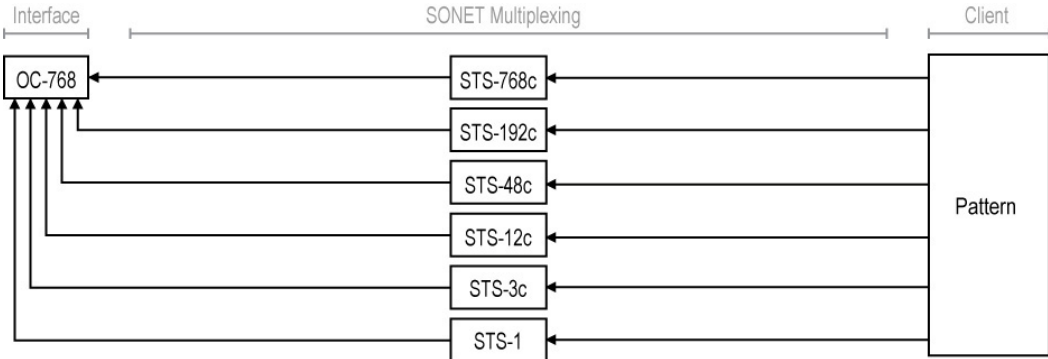 Interface
SONET Multiplexing
Client
OC-768
STS-768c
STS-192c
STS-48c
Pattern
STS-12c
STS-3c
STS-1